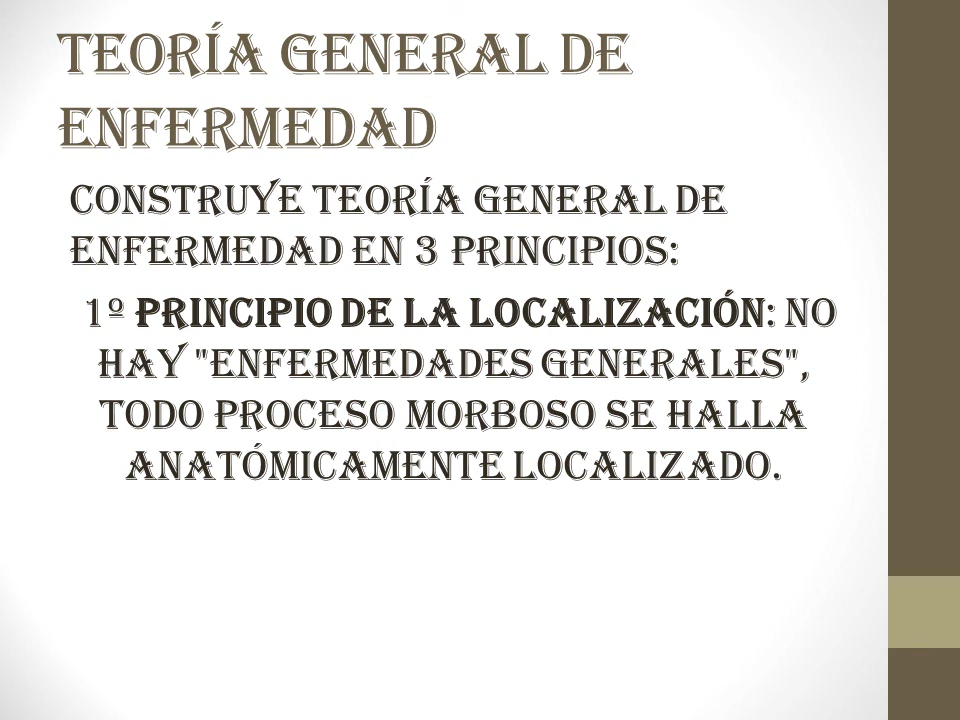 TEORÍA GENERAL DE
ENFERMEDAD
CONSTRUYE TEORÍA GENERAL DE
ENFERMEDAD EN 3 PRINCIPIOS:
1º PRINCIPIO DE LA LOCALIZACIÓN: NO
HAY "ENFERMEDADES GENERALES",
TODO PROCESO MORBOSO SE HALLA
ANATÓMICAMENTE LOCALIZADO.